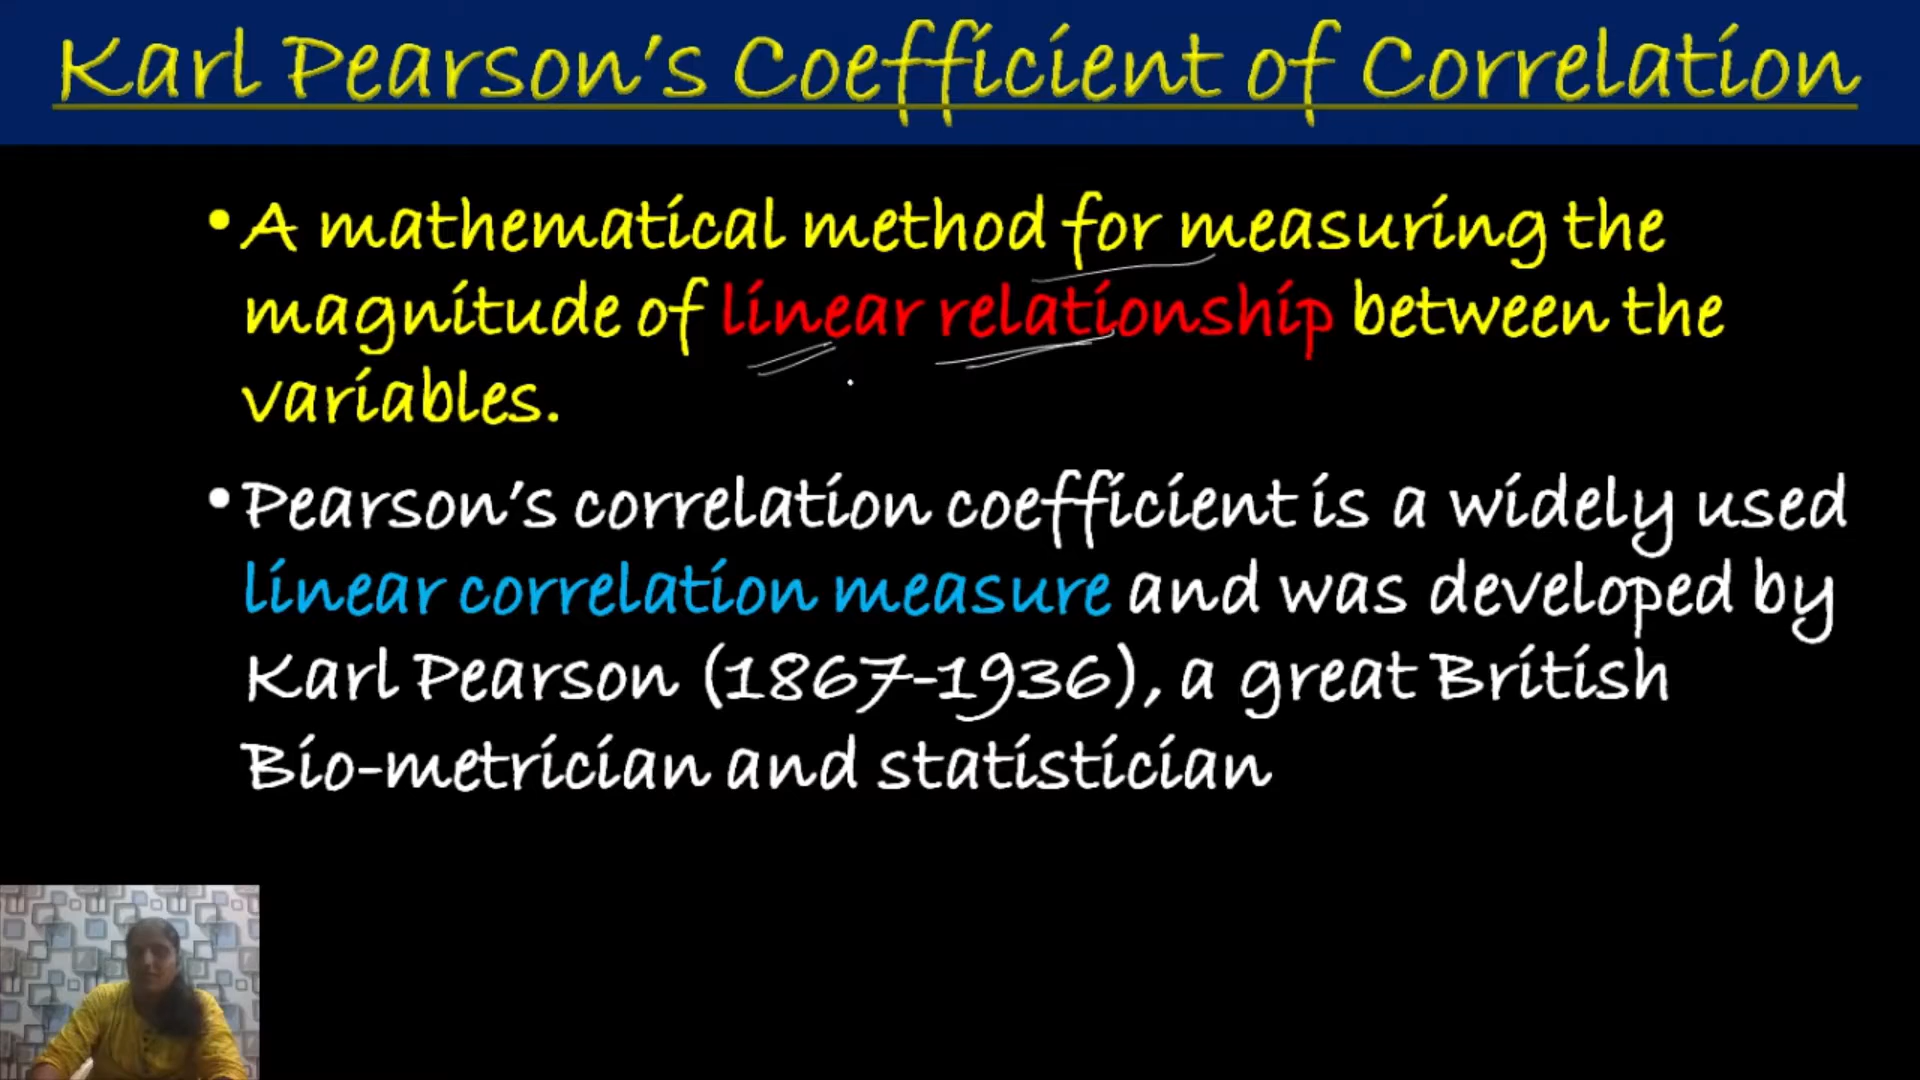 Karl Pearson's Coefficient of Correlation
• A mathematical method for measuring the
magnitude of linear relationship between the
variables.
• Pearson's correlation coefficient is a widely used
linear correlation measure and was developed by
Karl Pearson (1867-1936), a great British
Bio-metrician and statistician